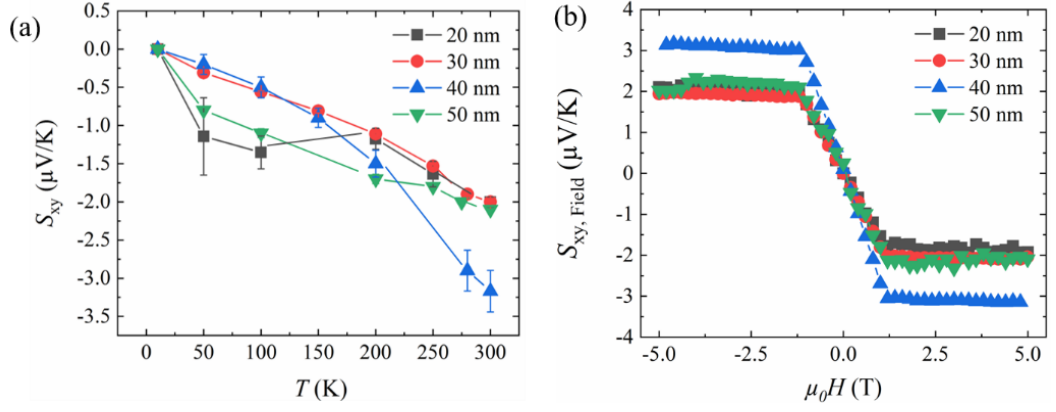 (a)
0.5
0.0
-0.5
-1.0
-1.5
-2.0
-2.5
-3.0
-3.5
Sxy (μV/K)
20 nm
30 nm
40 nm
50 nm
0 50 100 150 200 250 300
T (K)
(b)
4
3
2
1
0
-1
-2
-3
-4
Sxy, Field (μV/K)
20 nm
30 nm
40 nm
50 nm
-5.0 -2.5 0.0 2.5 5.0
μ0H (T)